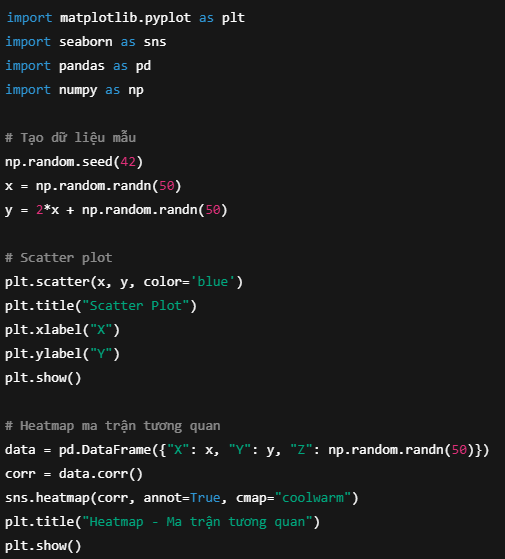 import matplotlib.pyplot as plt
import seaborn as sns
import pandas as pd
import numpy as np
# Tạo dữ liệu mẫu
np.random.seed(42)
x = np.random.randn(50)
y = 2*x + np.random.randn(50)
# Scatter plot
plt.scatter(x, y, color='blue')
plt.title("Scatter Plot")
plt.xlabel("X")
plt.ylabel("Y")
plt.show()
# Heatmap ma trận tương quan
data = pd.DataFrame({"X": x, "Y": y, "Z": np.random.randn(50)})
corr = data.corr()
sns.heatmap(corr, annot=True, cmap="coolwarm")
plt.title("Heatmap - Ma trận tương quan")
plt.show()